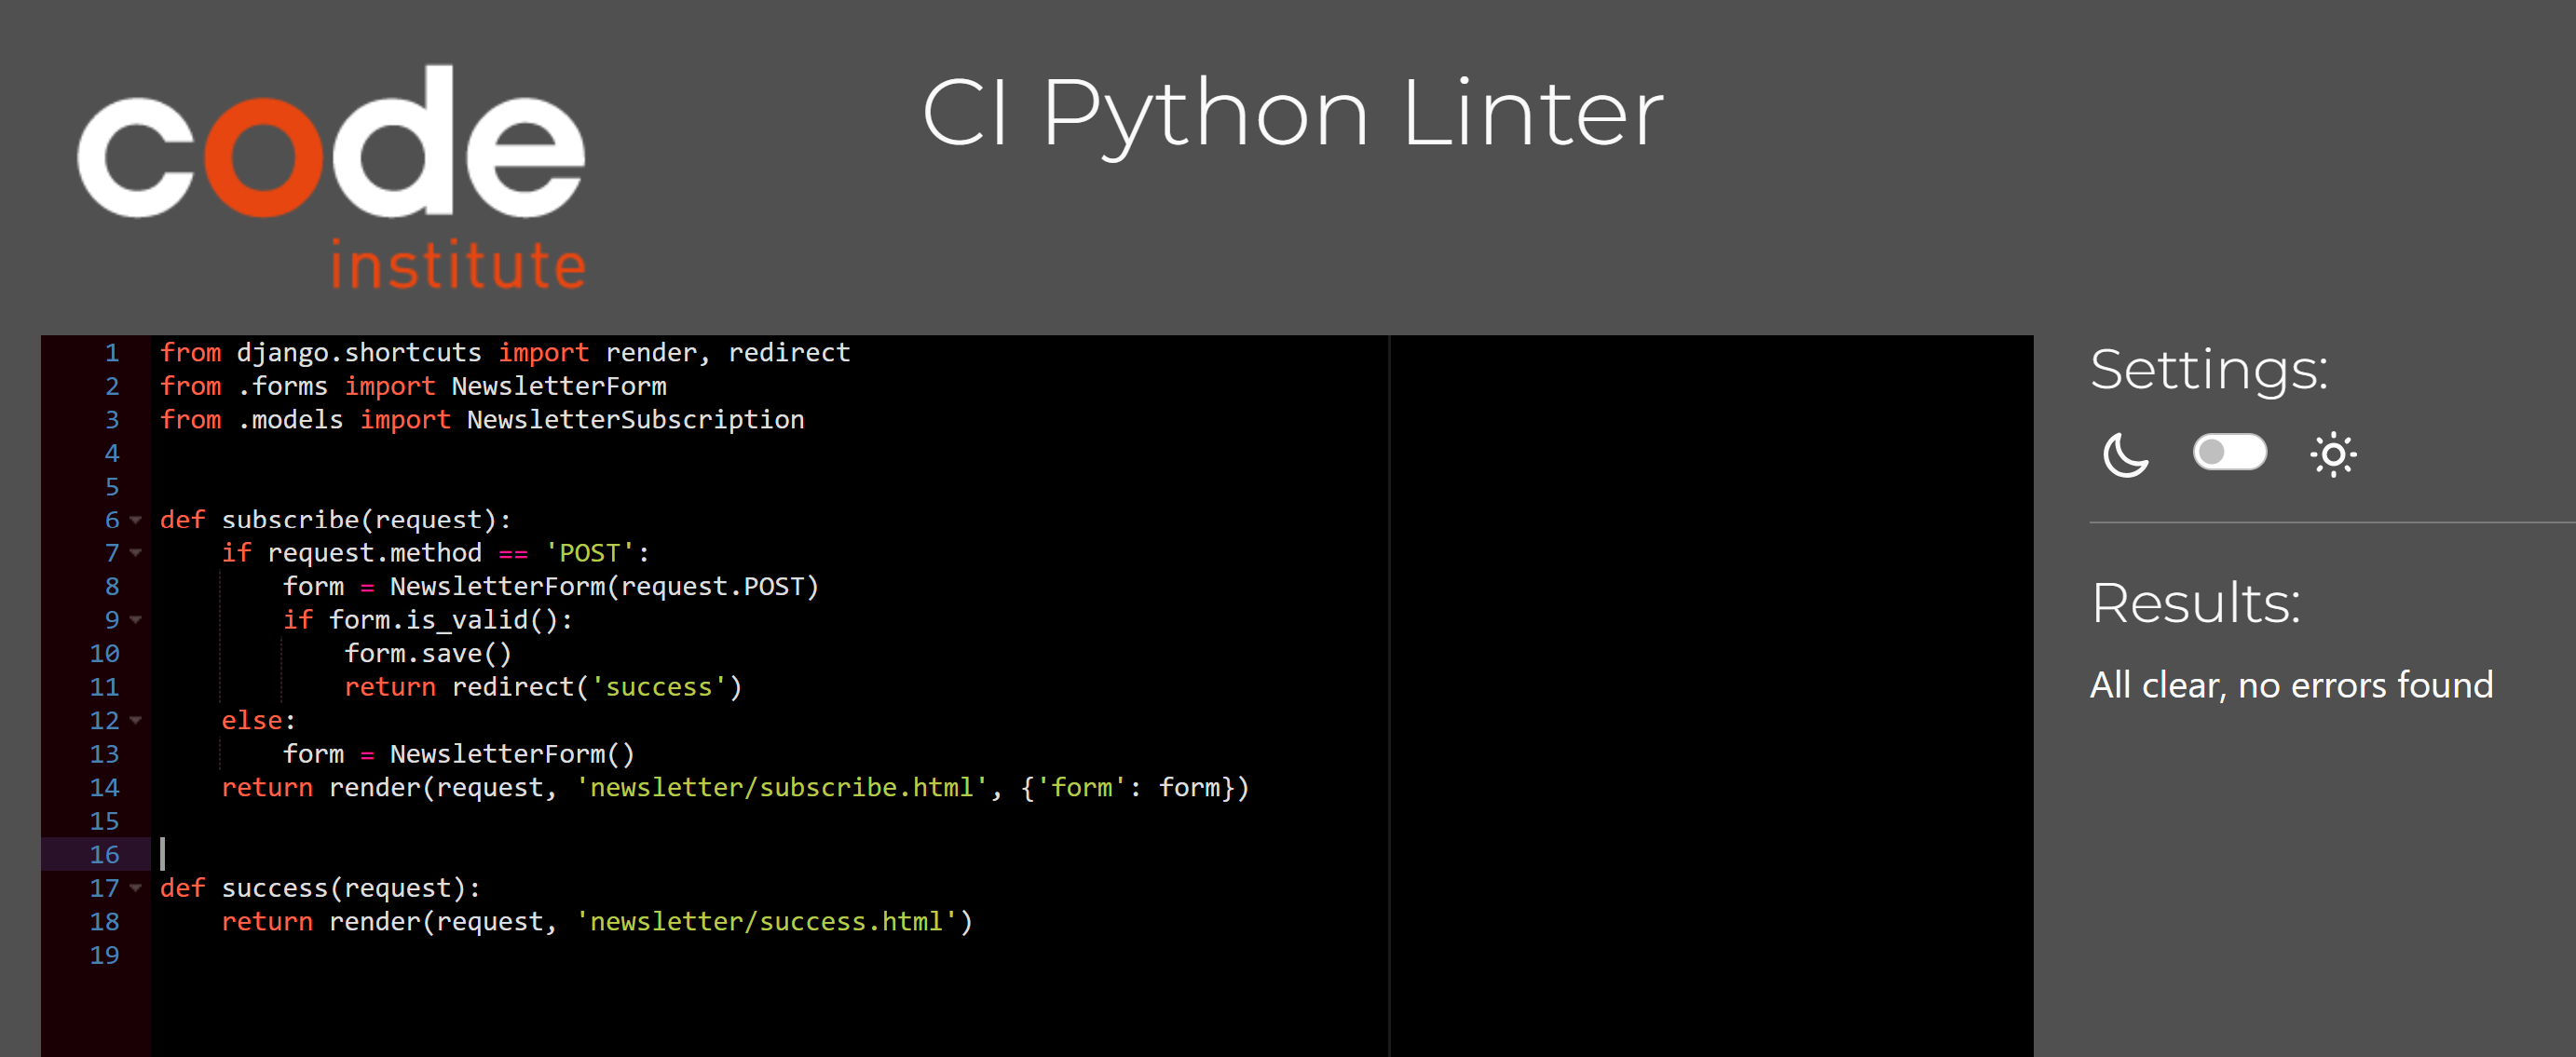 code
institute
CI Python Linter
1 from django.shortcuts import render, redirect
2 from .forms import NewsletterForm
3 from .models import NewsletterSubscription
4
5
6 def subscribe(request):
7     if request.method == 'POST':
8         form = NewsletterForm(request.POST)
9         if form.is_valid():
10             form.save()
11             return redirect('success')
12     else:
13         form = NewsletterForm()
14     return render(request, 'newsletter/subscribe.html', {'form': form})
15
16
17 def success(request):
18     return render(request, 'newsletter/success.html')
19
Settings:
Results:
All clear, no errors found